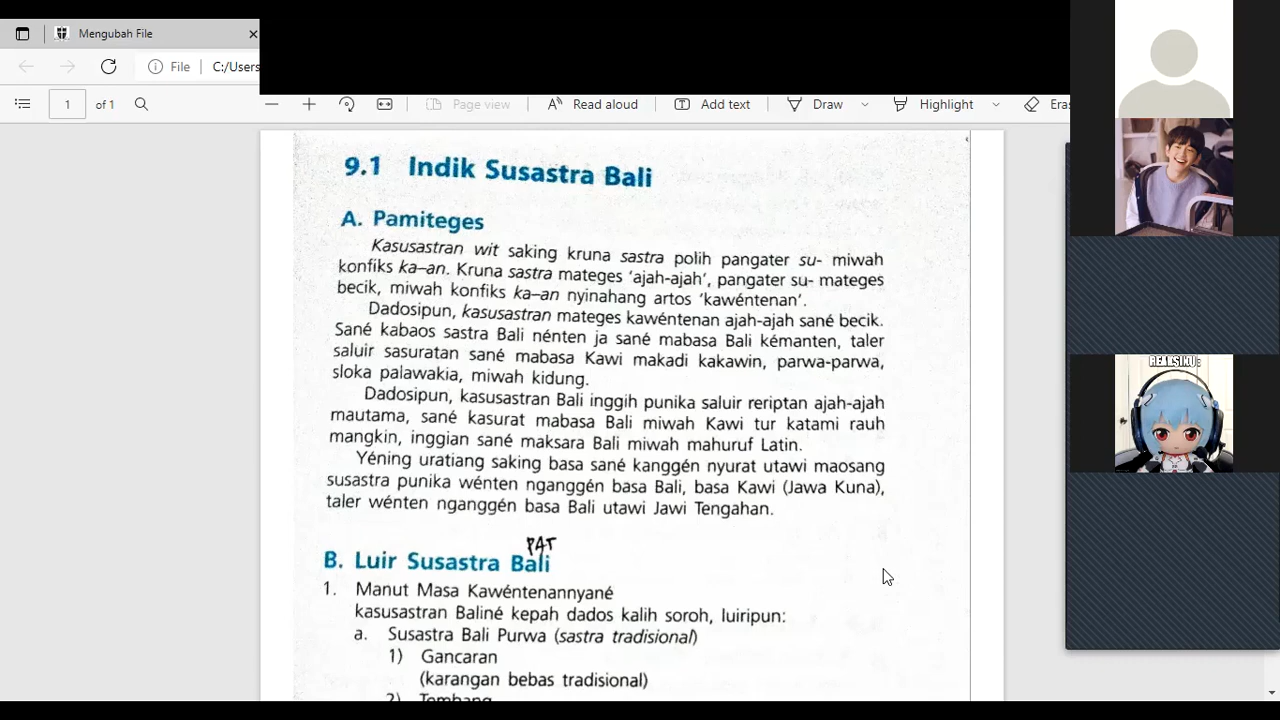 Mengubah File
File
C:/Users
1 of 1
Page view
Read aloud
Add text
Draw
Highlight
Eras
9.1 Indik Susastra Bali
A. Pamiteges
Kasusastran wit saking kruna sastra polih pangater su- miwah
konfiks ka–an. Kruna sastra mateges ‘ajah-ajah’, pangater su- mateges
becik, miwah konfiks ka–an nyinahang artos ‘kawéntenan’.
Dadosipun, kasusastran mateges kawéntenan ajah-ajah sané becik.
Sané kabaos sastra Bali nénten ja sané mabasa Bali kémanten, taler
saluir sasuratan sané mabasa Kawi makadi kakawin, parwa-parwa,
sloka palawakia, miwah kidung.
Dadosipun, kasusastran Bali inggih punika saluir reriptan ajah-ajah
mautama, sané kasurat mabasa Bali miwah Kawi tur katami rauh
mangkin, inggian sané maksara Bali miwah mahuruf Latin.
Yéning uratiang saking basa sané kanggén nyurat utawi maosang
susastra punika wénten nganggén basa Bali, basa Kawi (Jawa Kuna),
taler wénten nganggén basa Bali utawi Jawi Tengahan.
PAT
B. Luir Susastra Bali
1. Manut Masa Kawéntenannyané
kasusastran Baliné kepah dados kalih soroh, luiripun:
a. Susastra Bali Purwa (sastra tradisional)
1) Gancaran
(karangan bebas tradisional)
2) Tembang
REAKSIKU: